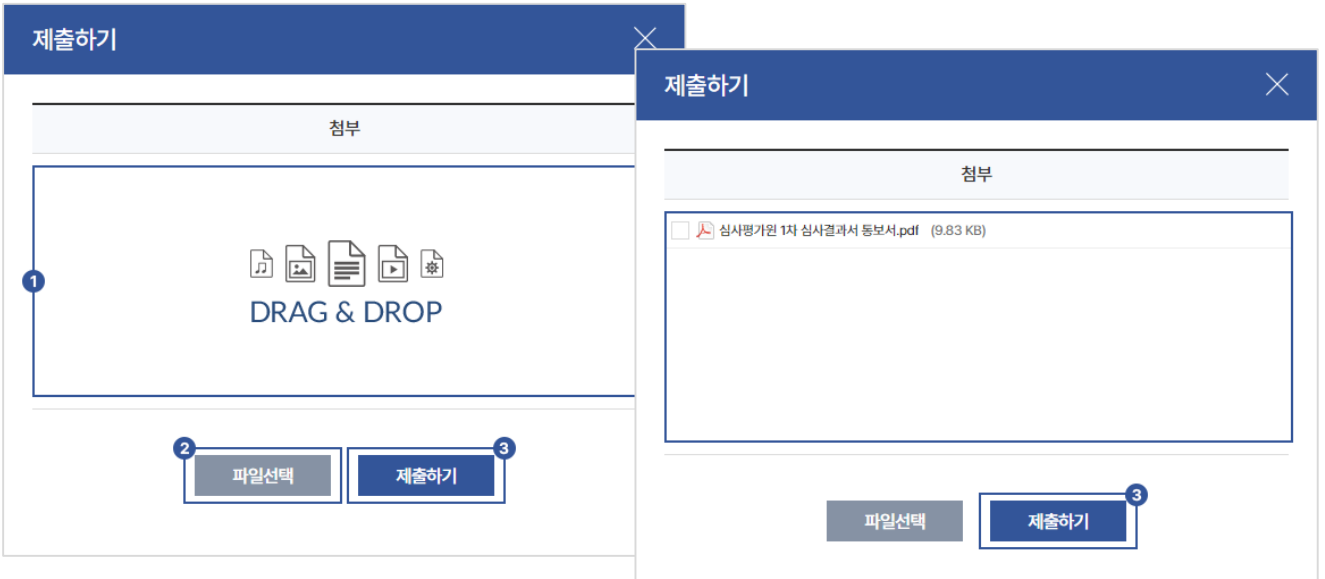 제출하기
첨부
1
DRAG & DROP
2
3
파일선택
제출하기
제출하기
첨부
심사평가원 1차 심사결과서 통보서.pdf (9.83 KB)
3
파일선택
제출하기